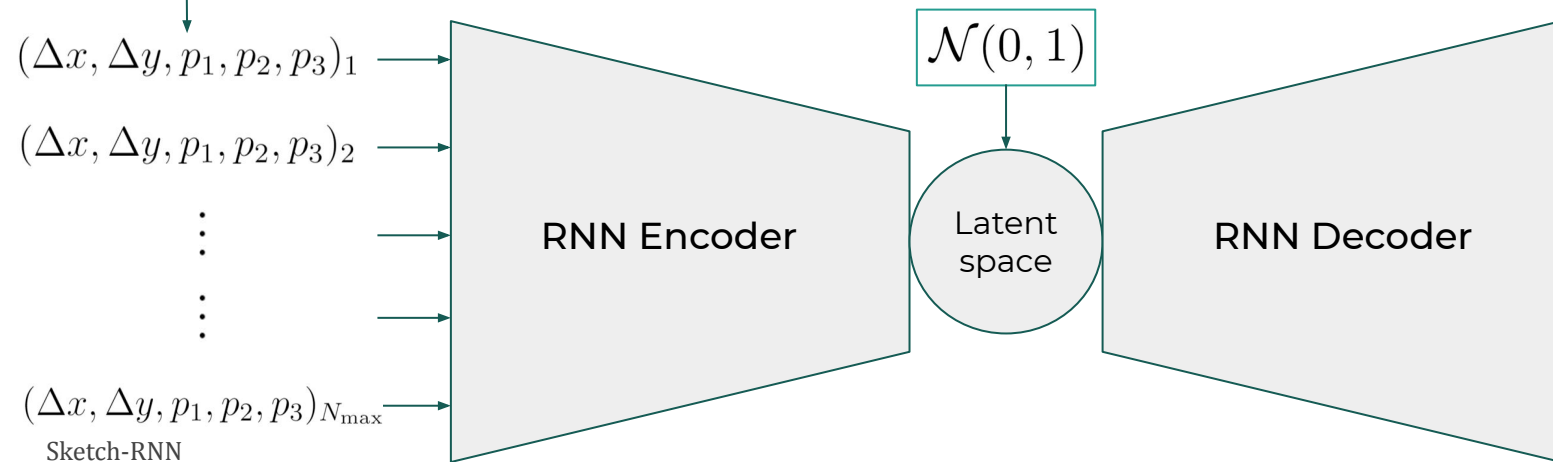 (Δx, Δy, p₁, p₂, p₃)₁
𝒩(0, 1)
(Δx, Δy, p₁, p₂, p₃)₂
⋮
RNN Encoder
Latent
space
RNN Decoder
⋮
(Δx, Δy, p₁, p₂, p₃)_{N_max}
Sketch-RNN